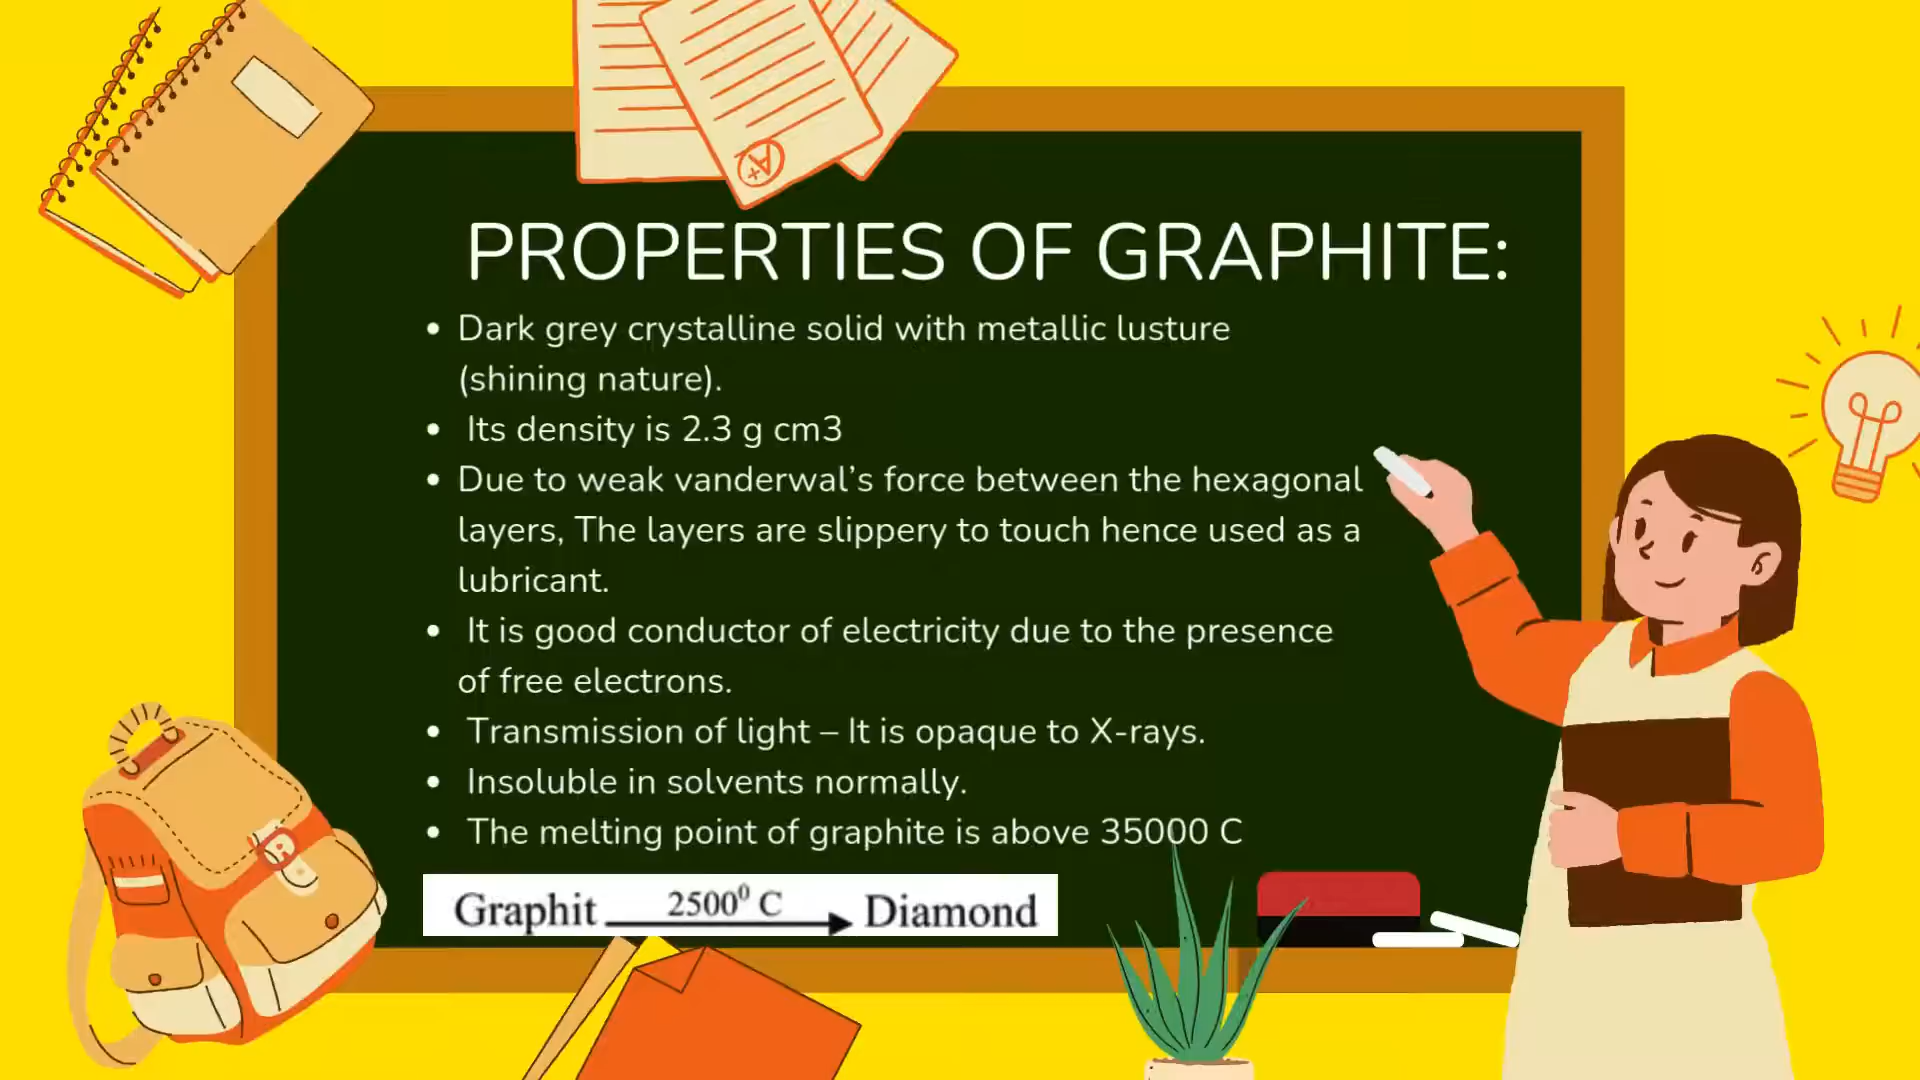 A+
PROPERTIES OF GRAPHITE:
• Dark grey crystalline solid with metallic lusture
(shining nature).
• Its density is 2.3 g cm3
• Due to weak vanderwal’s force between the hexagonal
layers, The layers are slippery to touch hence used as a
lubricant.
• It is good conductor of electricity due to the presence
of free electrons.
• Transmission of light – It is opaque to X-rays.
• Insoluble in solvents normally.
• The melting point of graphite is above 35000 C
Graphit 2500⁰ C Diamond